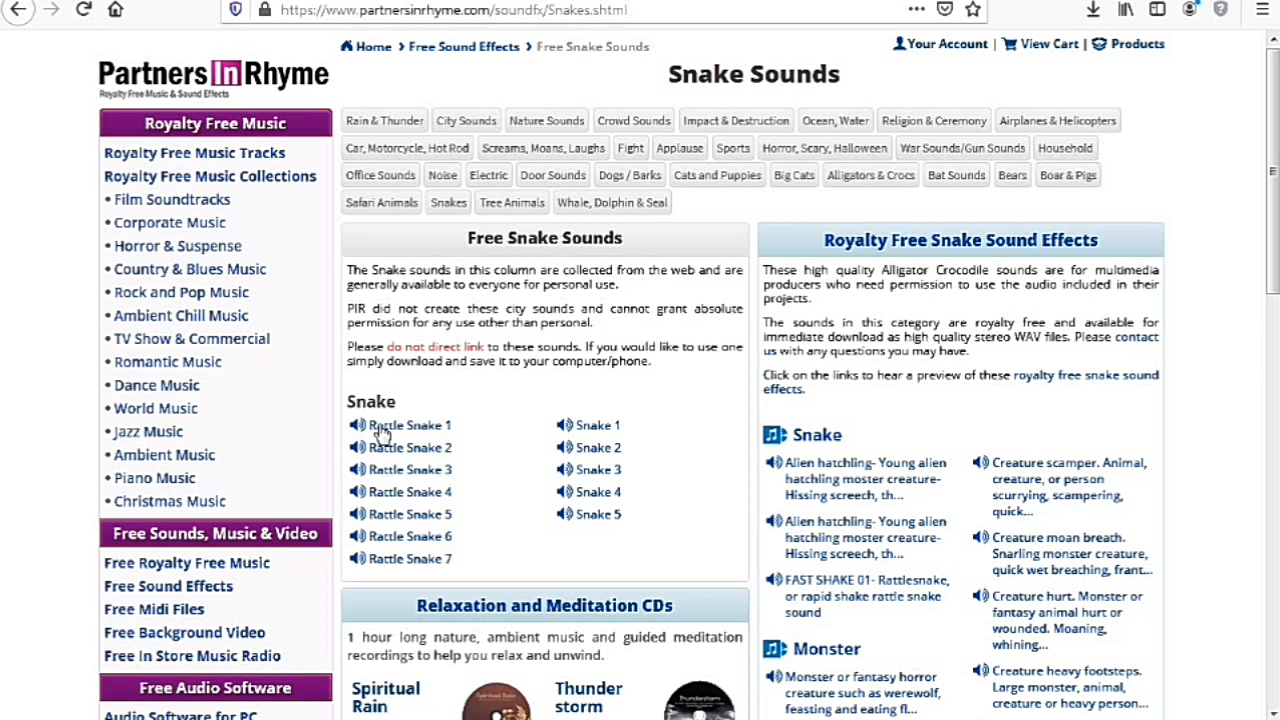 https://www.partnersinrhyme.com/soundfx/Snakes.shtml
Home > Free Sound Effects > Free Snake Sounds
Your Account | View Cart | Products
PartnersInRhyme
Royalty Free Music & Sound Effects
Snake Sounds
Rain & Thunder City Sounds Nature Sounds Crowd Sounds Impact & Destruction Ocean, Water Religion & Ceremony Airplanes & Helicopters
Car, Motorcycle, Hot Rod Screams, Moans, Laughs Fight Applause Sports Horror, Scary, Halloween War Sounds/Gun Sounds Household
Office Sounds Noise Electric Door Sounds Dogs / Barks Cats and Puppies Big Cats Alligators & Crocs Bat Sounds Bears Boar & Pigs
Safari Animals Snakes Tree Animals Whale, Dolphin & Seal
Royalty Free Music
Royalty Free Music Tracks
Royalty Free Music Collections
• Film Soundtracks
• Corporate Music
• Horror & Suspense
• Country & Blues Music
• Rock and Pop Music
• Ambient Chill Music
• TV Show & Commercial
• Romantic Music
• Dance Music
• World Music
• Jazz Music
• Ambient Music
• Piano Music
• Christmas Music
Free Sounds, Music & Video
Free Royalty Free Music
Free Sound Effects
Free Midi Files
Free Background Video
Free In Store Music Radio
Free Audio Software
Audio Software for PC
Free Snake Sounds
The Snake sounds in this column are collected from the web and are
generally available to everyone for personal use.
PIR did not create these city sounds and cannot grant absolute
permission for any use other than personal.
Please do not direct link to these sounds. If you would like to use one
simply download and save it to your computer/phone.
Snake
Rattle Snake 1
Rattle Snake 2
Rattle Snake 3
Rattle Snake 4
Rattle Snake 5
Rattle Snake 6
Rattle Snake 7
Snake 1
Snake 2
Snake 3
Snake 4
Snake 5
Relaxation and Meditation CDs
1 hour long nature, ambient music and guided meditation
recordings to help you relax and unwind.
Spiritual
Rain
Thunder
storm
Royalty Free Snake Sound Effects
These high quality Alligator Crocodile sounds are for multimedia
producers who need permission to use the audio included in their
projects.
The sounds in this category are royalty free and available for
immediate download as high quality stereo WAV files. Please contact
us with any questions you may have.
Click on the links to hear a preview of these royalty free snake sound
effects.
Snake
Alien hatchling- Young alien
hatchling moster creature-
Hissing screech, th...
Alien hatchling- Young alien
hatchling moster creature-
Hissing screech, th...
FAST SHAKE 01- Rattlesnake,
or rapid shake rattle snake
sound
Monster
Monster or fantasy horror
creature such as werewolf,
feasting and eating fl...
Creature scamper. Animal,
creature, or person
scurrying, scampering,
quick...
Creature moan breath.
Snarling monster creature,
quick wet breathing, frant...
Creature hurt. Monster or
fantasy animal hurt or
wounded. Moaning,
whining...
Creature heavy footsteps.
Large monster, animal,
creature or heavy person...